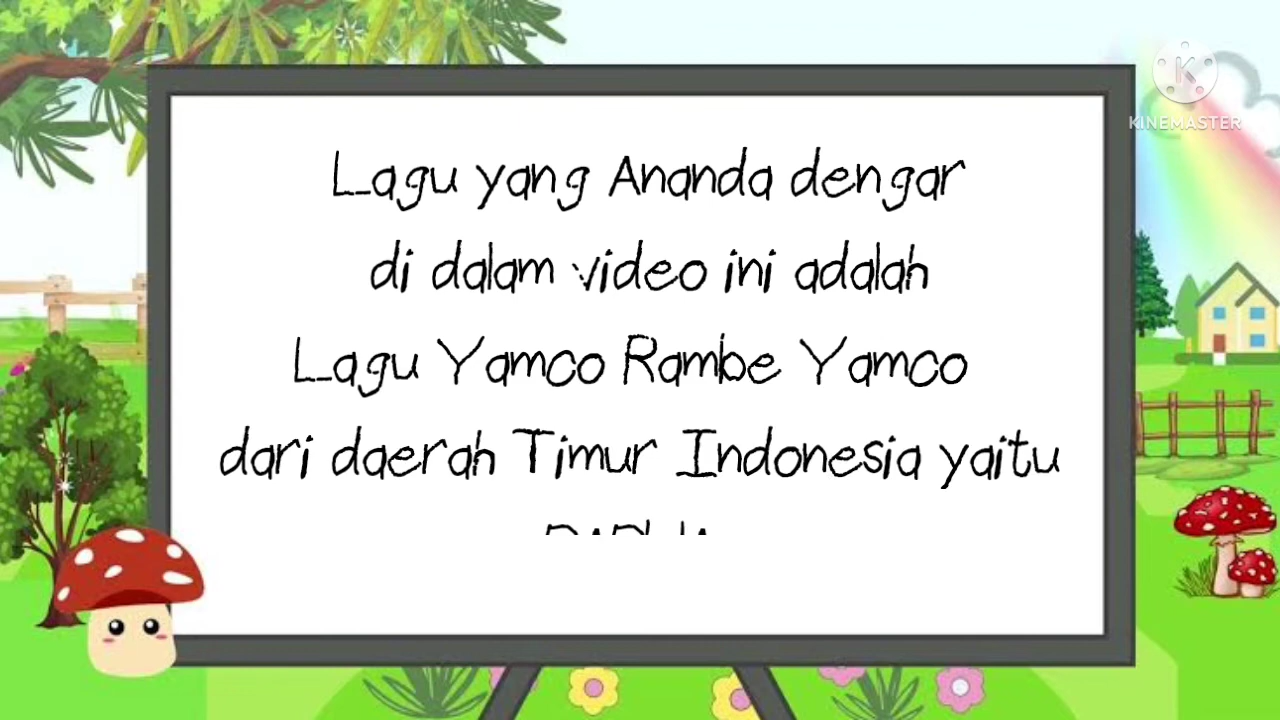 Lagu yang Ananda dengar
di dalam video ini adalah
Lagu Yamco Rambe Yamco
dari daerah Timur Indonesia yaitu
KINEMASTER